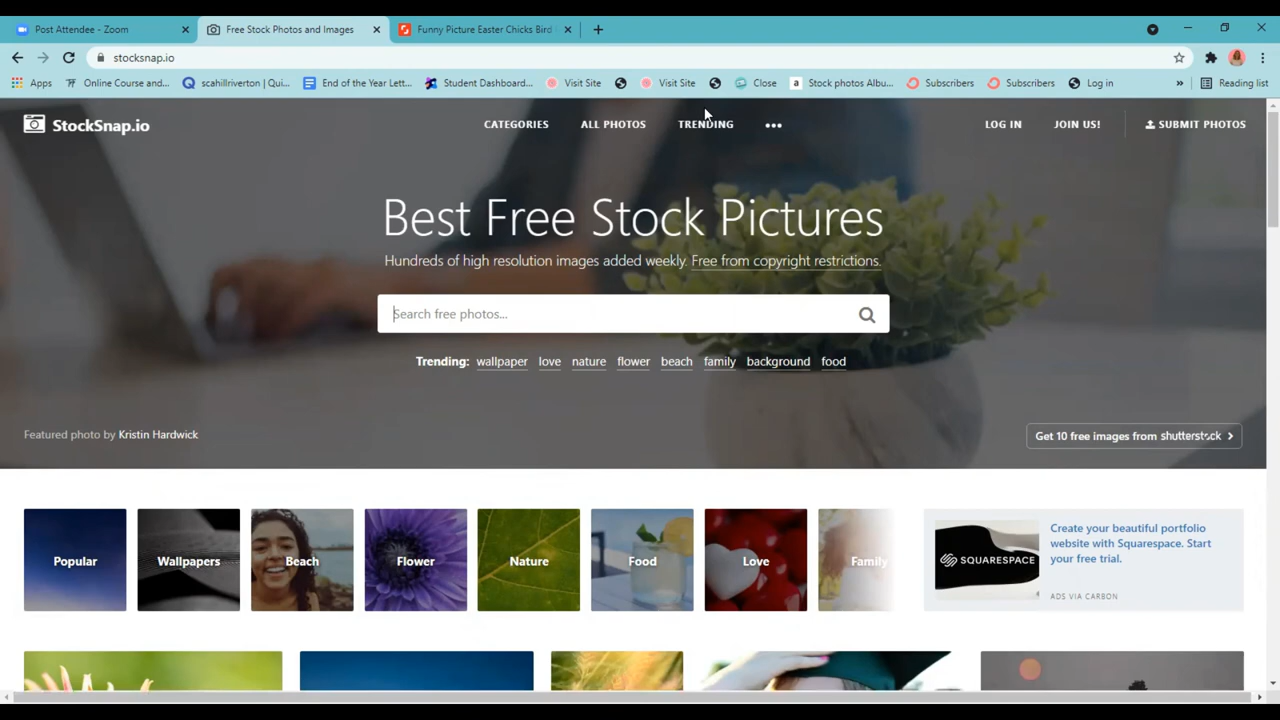 Post Attendee - Zoom
Free Stock Photos and Images
Funny Picture Easter Chicks Bird
stocksnap.io
Apps
Online Course and...
scahillriverton | Qui...
End of the Year Lett...
Student Dashboard...
Visit Site
Visit Site
Close
a Stock photos Albu...
Subscribers
Subscribers
Log in
»
Reading list
StockSnap.io
CATEGORIES
ALL PHOTOS
TRENDING
LOG IN
JOIN US!
SUBMIT PHOTOS
Best Free Stock Pictures
Hundreds of high resolution images added weekly. Free from copyright restrictions.
Search free photos...
Trending: wallpaper love nature flower beach family background food
Featured photo by Kristin Hardwick
Get 10 free images from shutterstock
Popular
Wallpapers
Beach
Flower
Nature
Food
Love
Family
SQUARESPACE
Create your beautiful portfolio
website with Squarespace. Start
your free trial.
ADS VIA CARBON